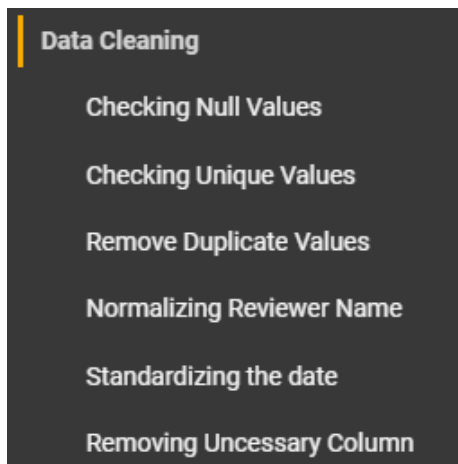 Data Cleaning
Checking Null Values
Checking Unique Values
Remove Duplicate Values
Normalizing Reviewer Name
Standardizing the date
Removing Uncessary Column